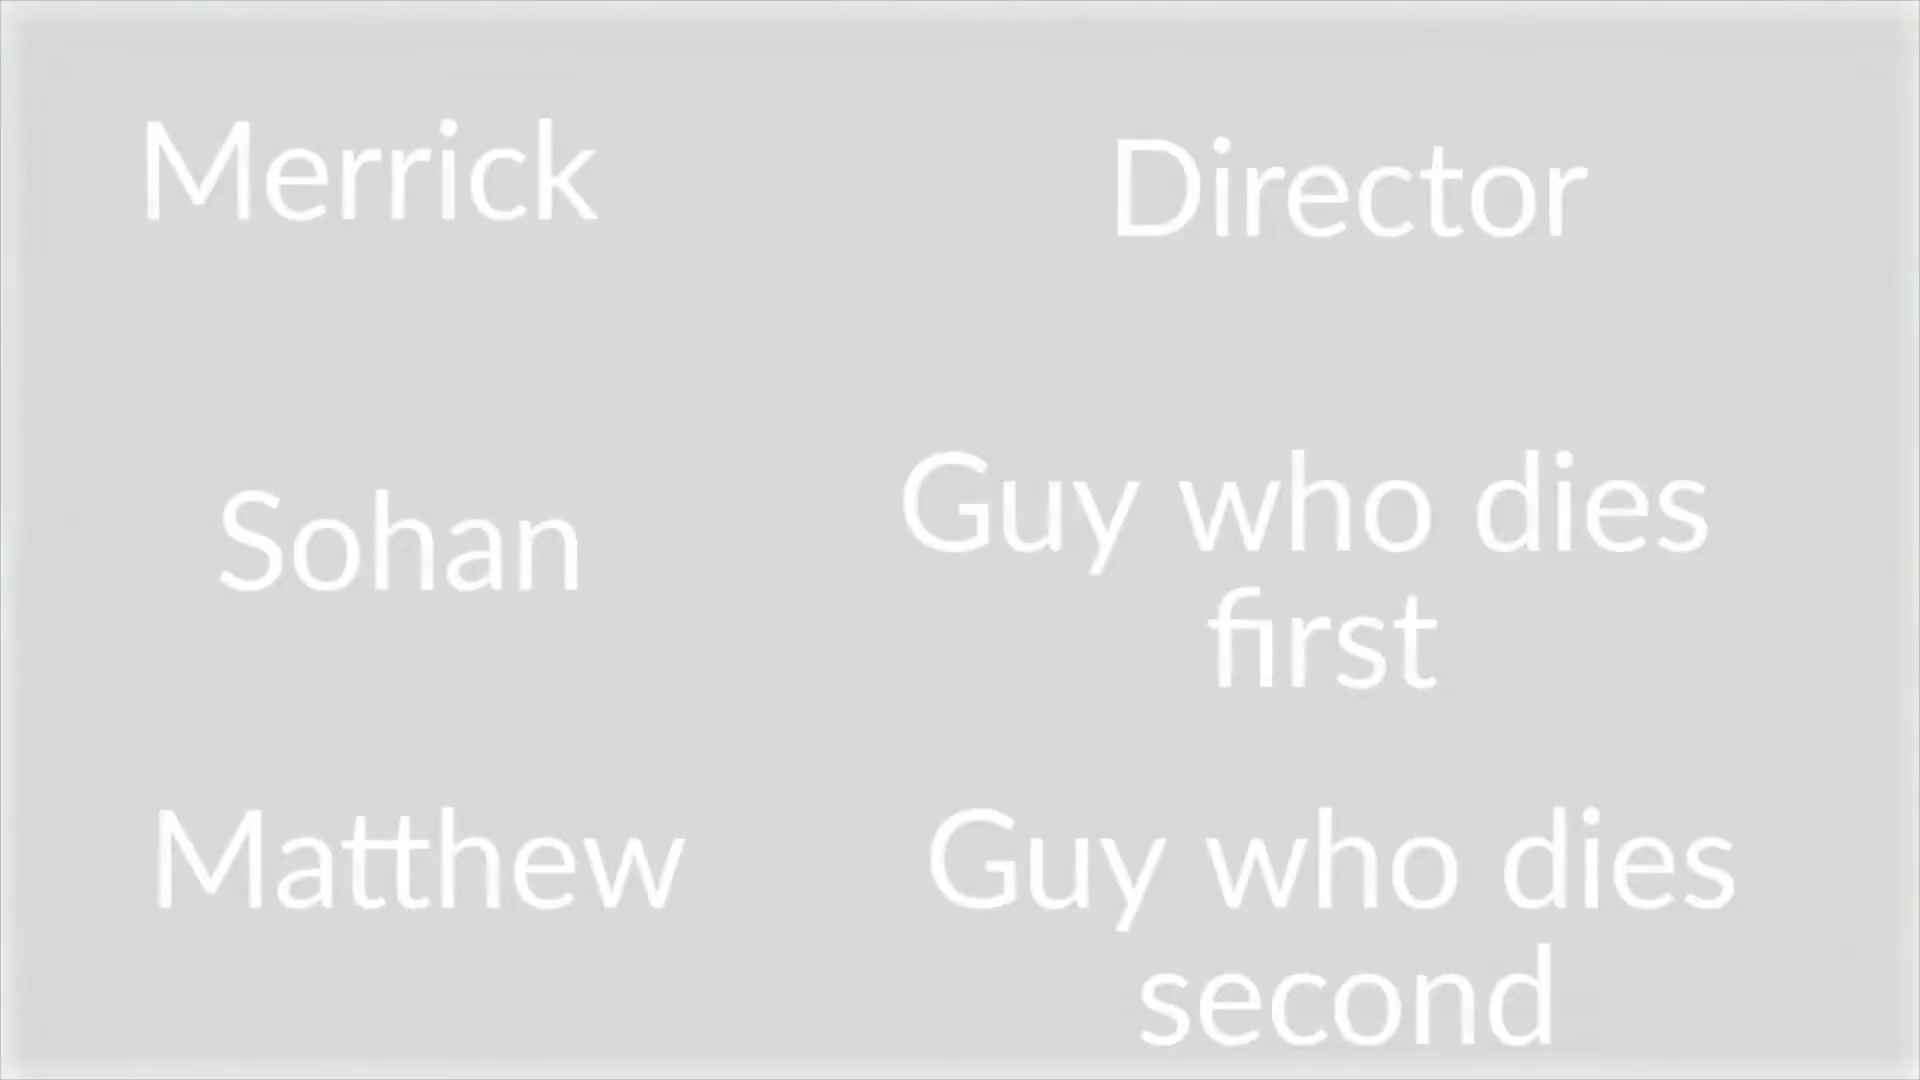 Merrick
Director
Sohan
Guy who dies
first
Matthew
Guy who dies
second